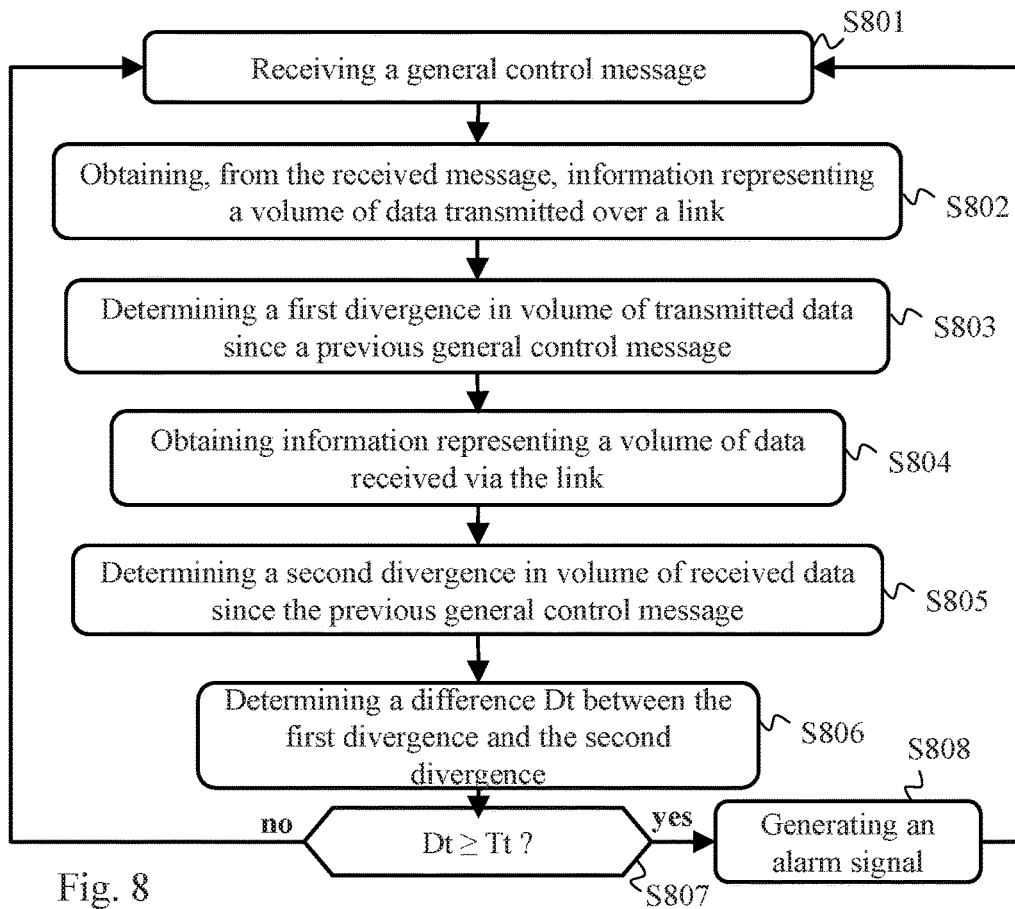 S801
Receiving a general control message
Obtaining, from the received message, information representing
a volume of data transmitted over a link
S802
Determining a first divergence in volume of transmitted data
since a previous general control message
S803
Obtaining information representing a volume of data
received via the link
S804
Determining a second divergence in volume of received data
since the previous general control message
S805
Determining a difference Dt between the
first divergence and the second
divergence
S806
S808
no
Dt ≥ Tt ?
yes
Generating an
alarm signal
S807
Fig. 8